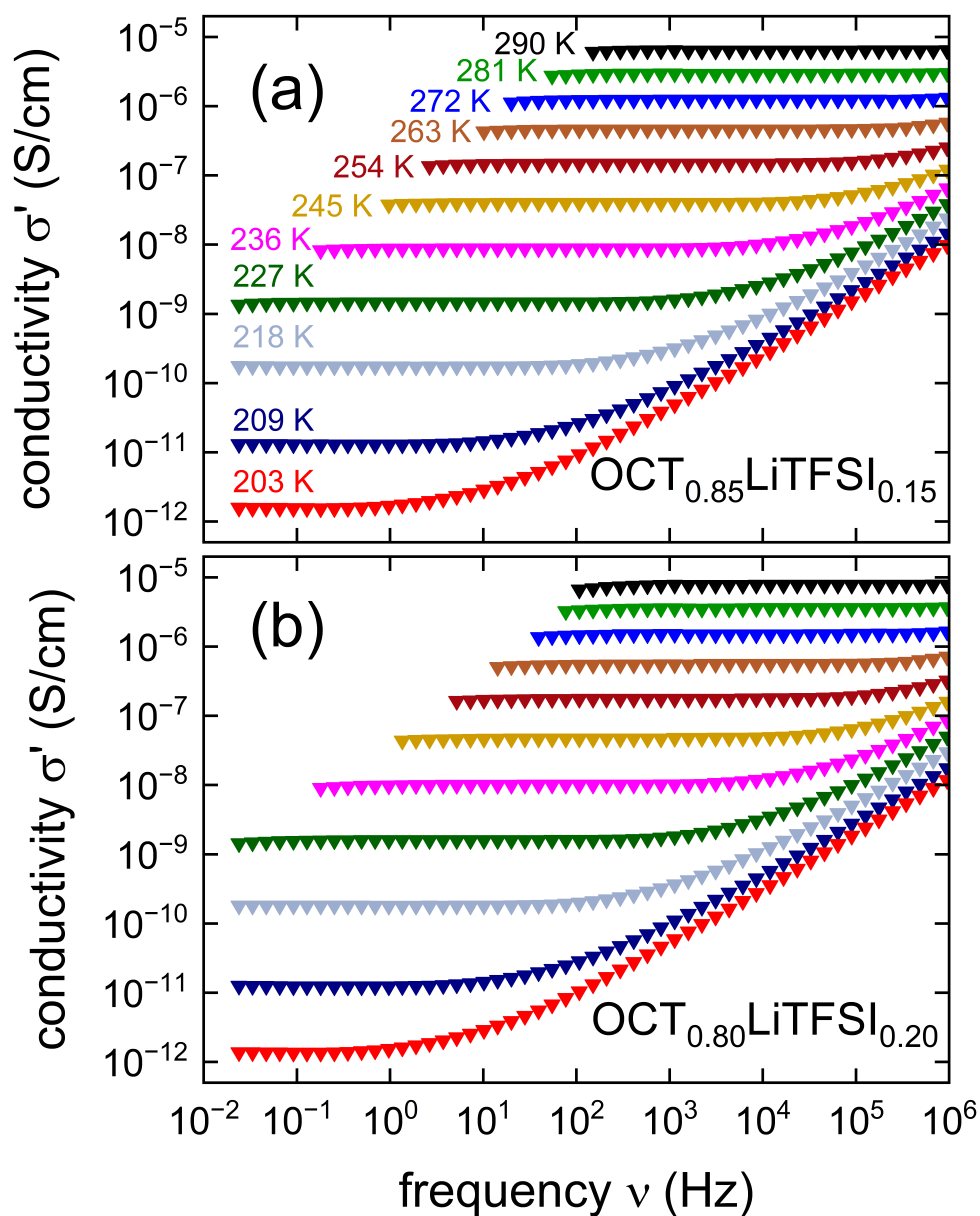 10⁻⁵
10⁻⁶
10⁻⁷
10⁻⁸
10⁻⁹
10⁻¹⁰
10⁻¹¹
10⁻¹²
conductivity σ' (S/cm)
(a)
290 K
281 K
272 K
263 K
254 K
245 K
236 K
227 K
218 K
209 K
203 K
OCT₀.₈₅LiTFSI₀.₁₅
10⁻⁵
10⁻⁶
10⁻⁷
10⁻⁸
10⁻⁹
10⁻¹⁰
10⁻¹¹
10⁻¹²
conductivity σ' (S/cm)
(b)
OCT₀.₈₀LiTFSI₀.₂₀
10⁻² 10⁻¹ 10⁰ 10¹ 10² 10³ 10⁴ 10⁵ 10⁶
frequency ν (Hz)